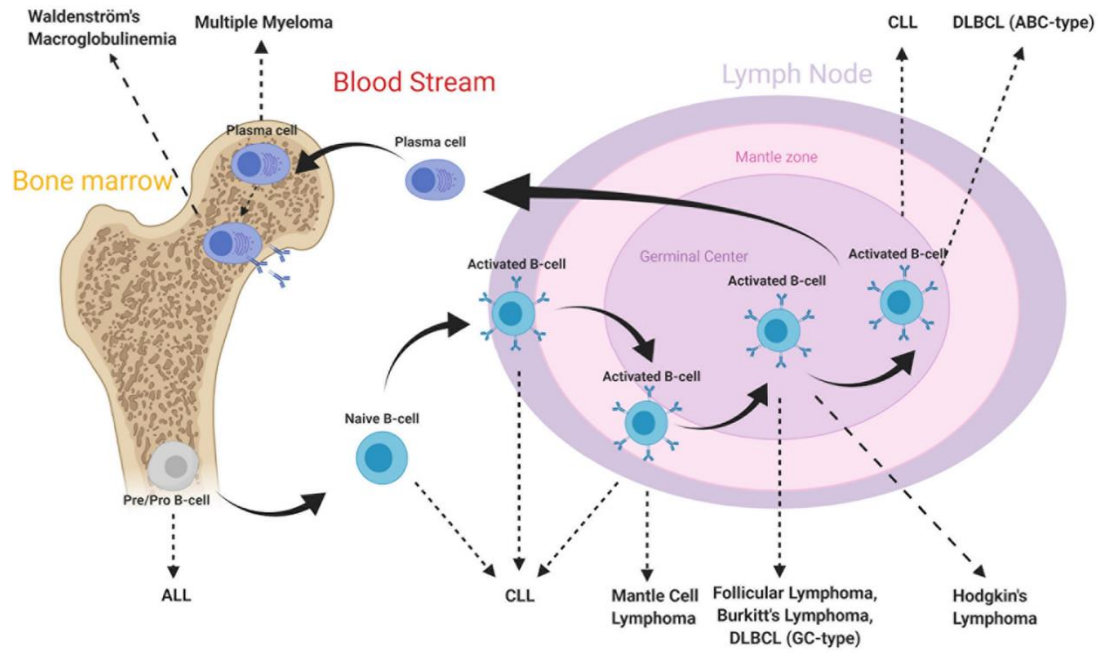 Waldenström's
Macroglobulinemia
Multiple Myeloma
CLL
DLBCL (ABC-type)
Blood Stream
Lymph Node
Plasma cell
Plasma cell
Mantle zone
Bone marrow
Germinal Center
Activated B-cell
Activated B-cell
Activated B-cell
Activated B-cell
Naive B-cell
Pre/Pro B-cell
ALL
CLL
Mantle Cell
Lymphoma
Follicular Lymphoma,
Burkitt's Lymphoma,
DLBCL (GC-type)
Hodgkin's
Lymphoma